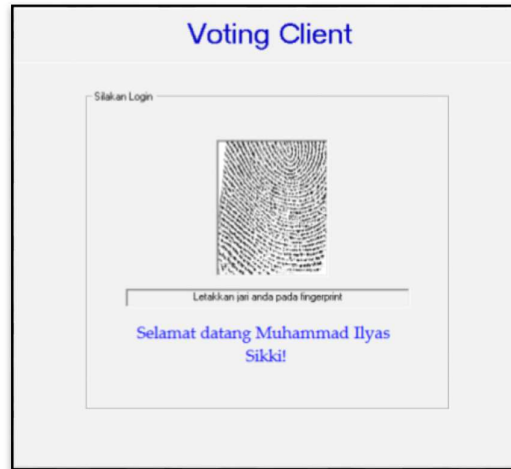 Voting Client
Silakan Login
Letakkan jari anda pada fingerprint
Selamat datang Muhammad Ilyas
Sikki!